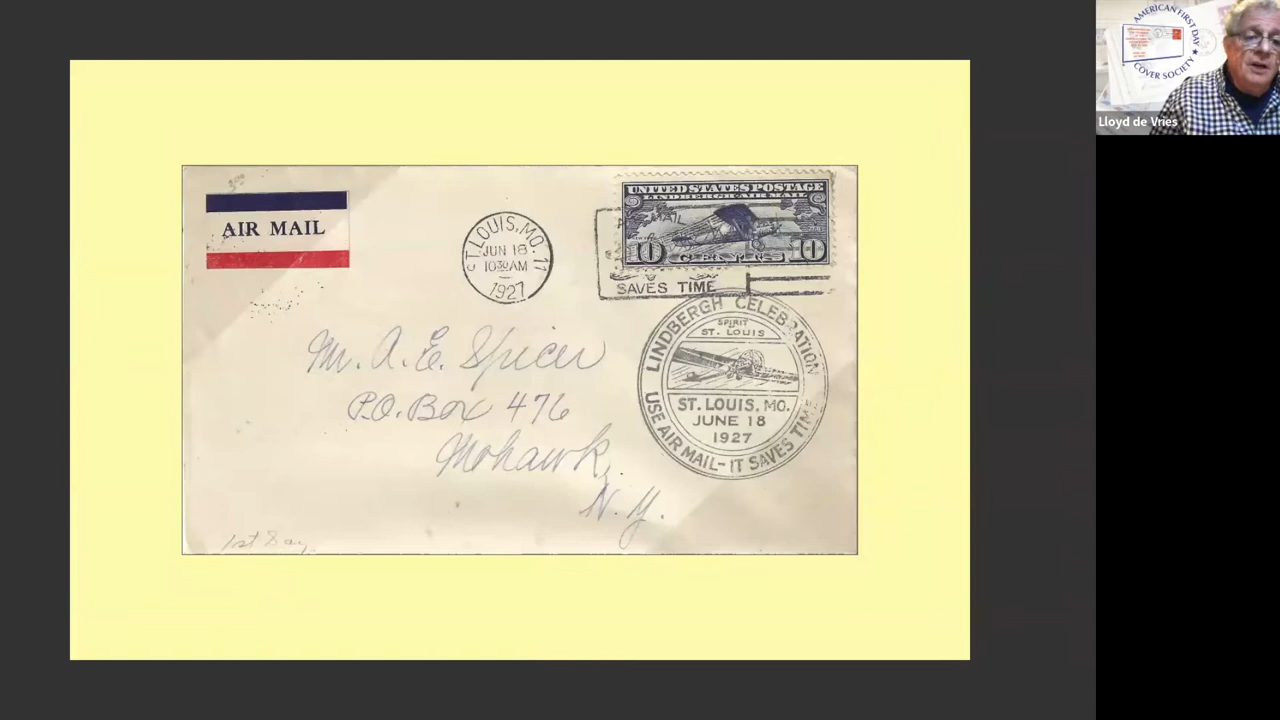 AIR MAIL
ST. LOUIS, MO. 11
JUN 18
10 30 AM
1927
UNITED STATES POSTAGE
LINDBERGH AIR MAIL
10 CENTS 10
MAIL
SAVES TIME
LINDBERGH CELEBRATION
SPIRIT
ST. LOUIS
ST. LOUIS, MO.
JUNE 18
1927
USE AIR MAIL-IT SAVES TIME
Mr. A. E. Spicer
P.O. Box 476
Mohawk,
N. Y.
1st Day
AMERICAN FIRST DAY
COVER SOCIETY ★
Lloyd de Vries